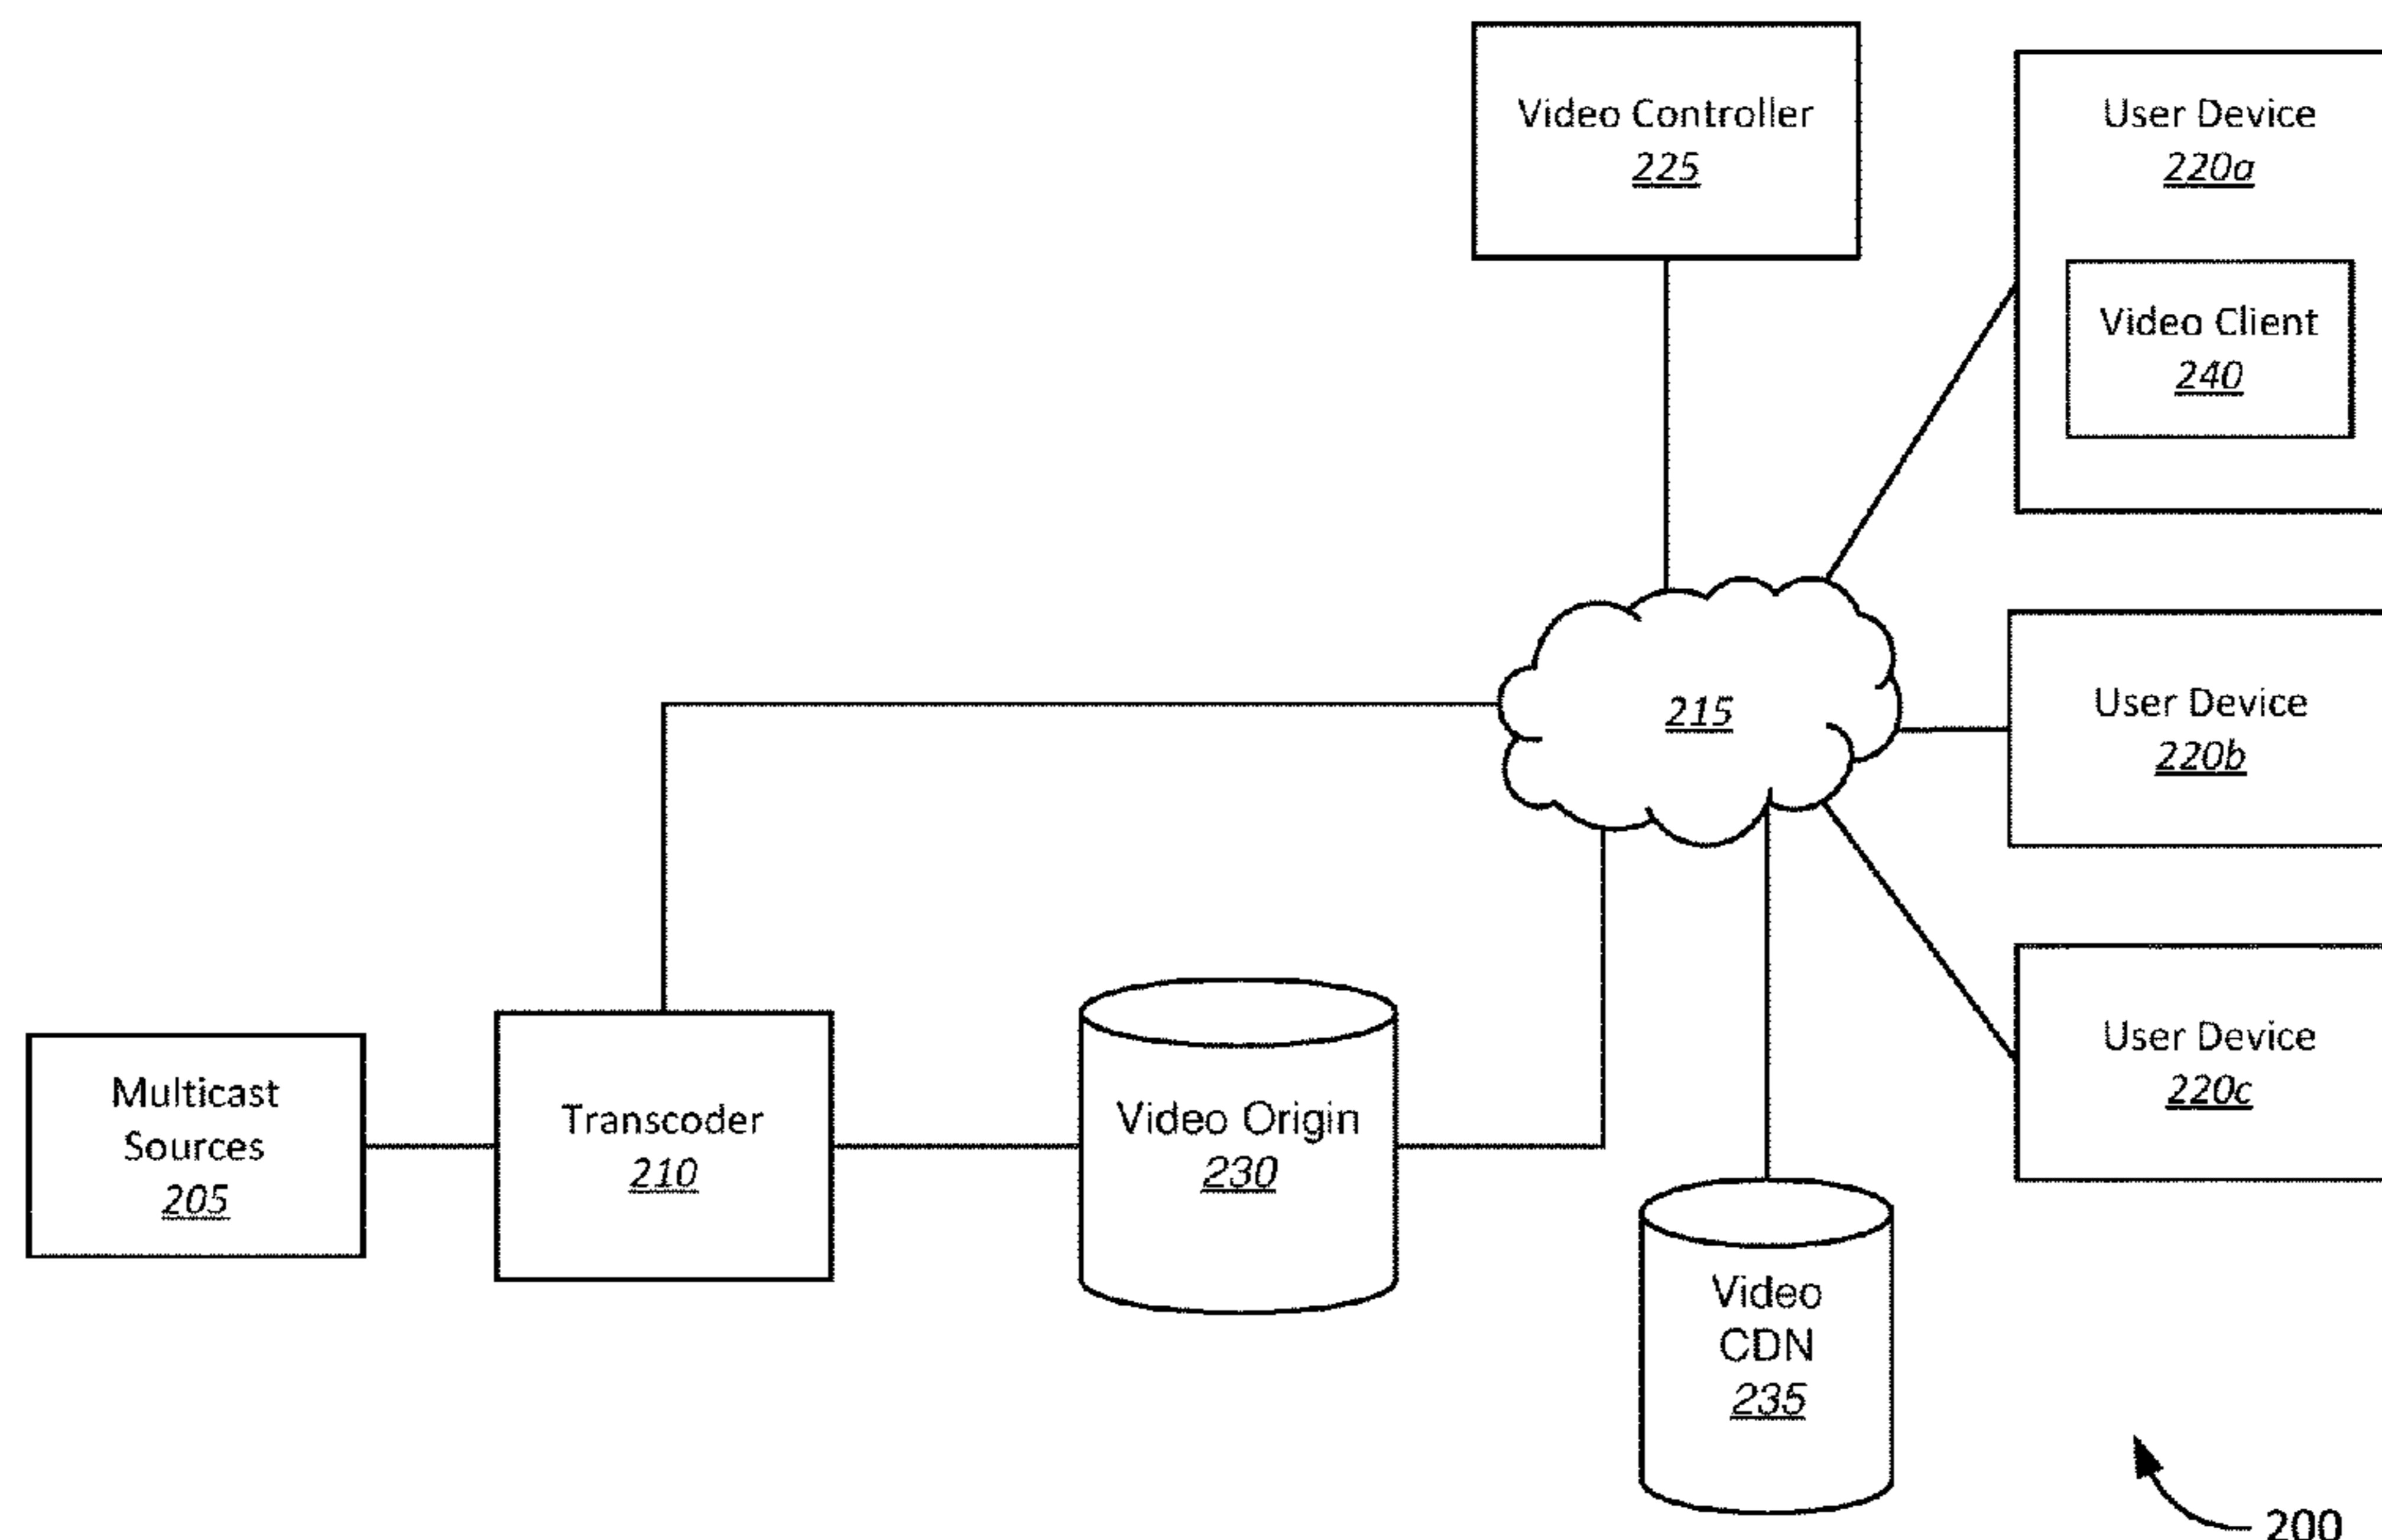 Video Controller
225
User Device
220a
Video Client
240
215
User Device
220b
User Device
220c
Multicast
Sources
205
Transcoder
210
Video Origin
230
Video
CDN
235
200